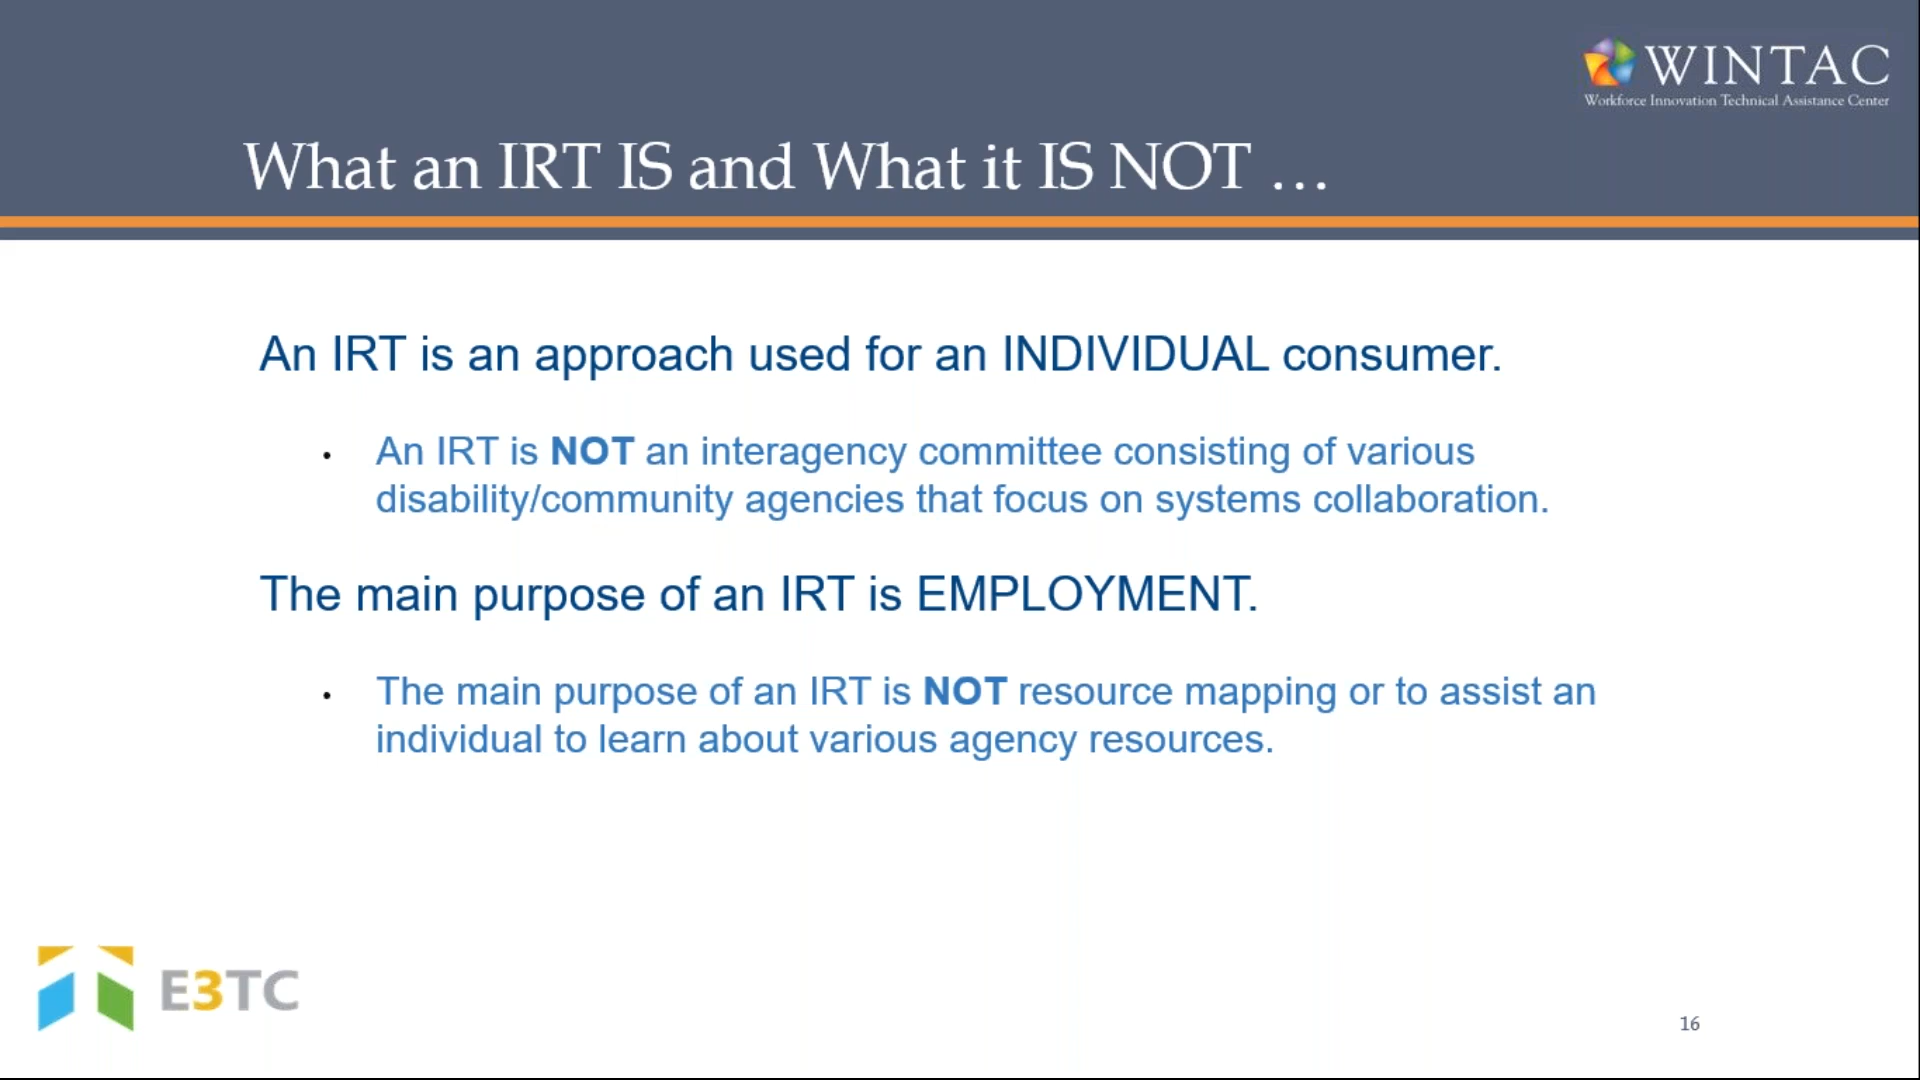 WINTAC
Workforce Innovation Technical Assistance Center
What an IRT IS and What it IS NOT …
An IRT is an approach used for an INDIVIDUAL consumer.
• An IRT is NOT an interagency committee consisting of various
disability/community agencies that focus on systems collaboration.
The main purpose of an IRT is EMPLOYMENT.
• The main purpose of an IRT is NOT resource mapping or to assist an
individual to learn about various agency resources.
E3TC
16